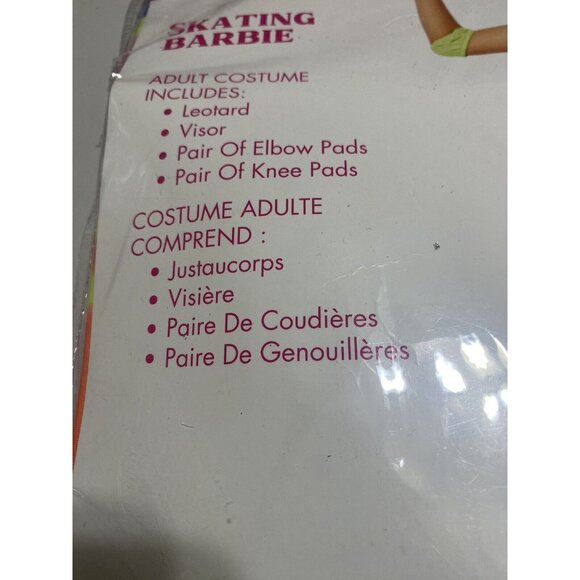 SKATING
BARBIE
ADULT COSTUME
INCLUDES:
• Leotard
• Visor
• Pair Of Elbow Pads
• Pair Of Knee Pads
COSTUME ADULTE
COMPREND :
• Justaucorps
• Visière
• Paire De Coudières
• Paire De Genouillères